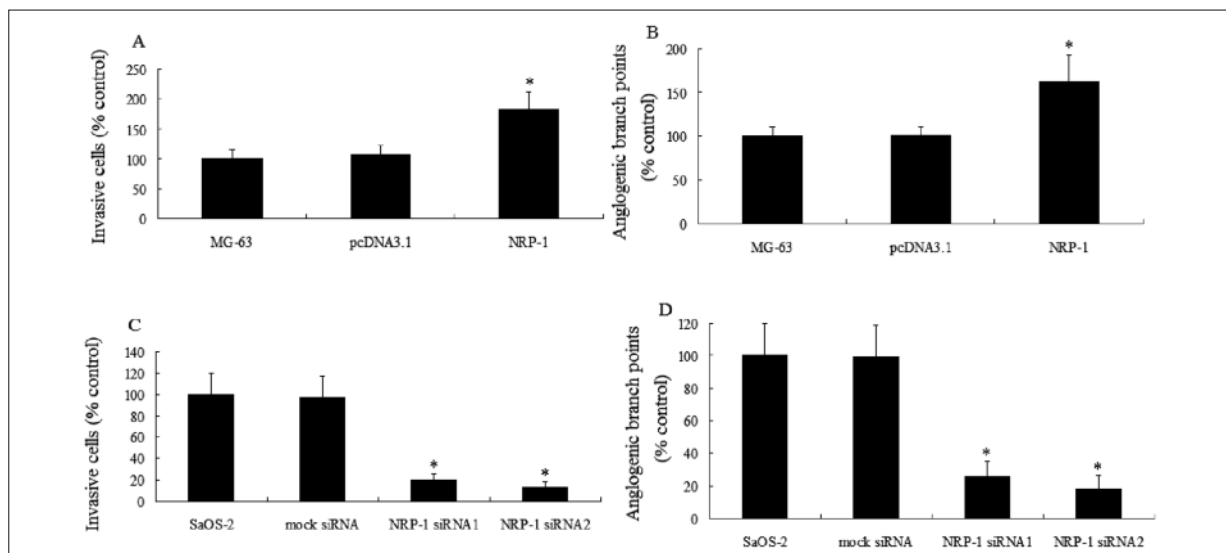 A
Invasive cells (% control)
250
200
150
100
50
0
*
MG-63
pcDNA3.1
NRP-1
B
Anglogenic branch points
(% control)
200
150
100
50
0
*
MG-63
pcDNA3.1
NRP-1
C
Invasive cells (% control)
140
120
100
80
60
40
20
0
*
*
SaOS-2
mock siRNA
NRP-1 siRNA1
NRP-1 siRNA2
D
Anglogenic branch points
(% control)
120
100
80
60
40
20
0
*
*
SaOS-2
mock siRNA
NRP-1 siRNA1
NRP-1 siRNA2